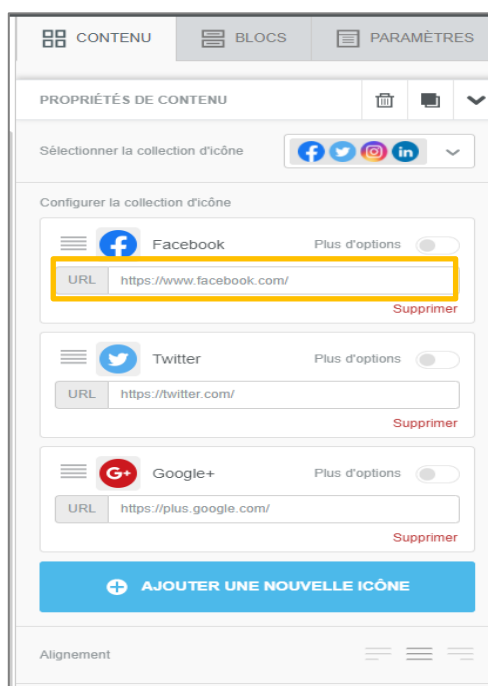 CONTENU BLOCS PARAMÈTRES
PROPRIÉTÉS DE CONTENU
Sélectionner la collection d'icône
Configurer la collection d'icône
Facebook Plus d'options
URL https://www.facebook.com/
Supprimer
Twitter Plus d'options
URL https://twitter.com/
Supprimer
G+ Google+ Plus d'options
URL https://plus.google.com/
Supprimer
AJOUTER UNE NOUVELLE ICÔNE
Alignement